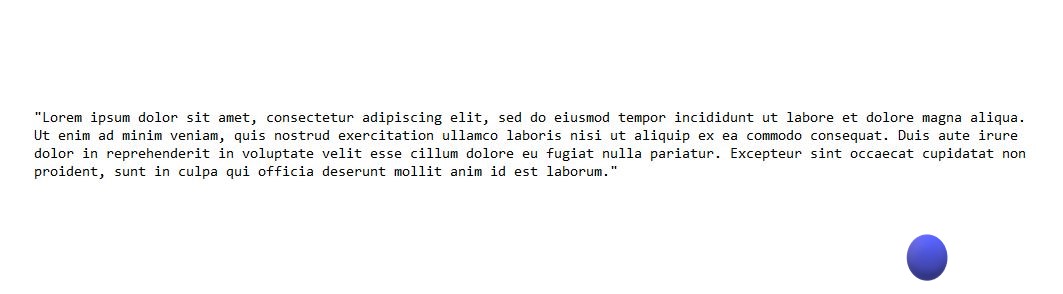 "Lorem ipsum dolor sit amet, consectetur adipiscing elit, sed do eiusmod tempor incididunt ut labore et dolore magna aliqua.
Ut enim ad minim veniam, quis nostrud exercitation ullamco laboris nisi ut aliquip ex ea commodo consequat. Duis aute irure
dolor in reprehenderit in voluptate velit esse cillum dolore eu fugiat nulla pariatur. Excepteur sint occaecat cupidatat non
proident, sunt in culpa qui officia deserunt mollit anim id est laborum."